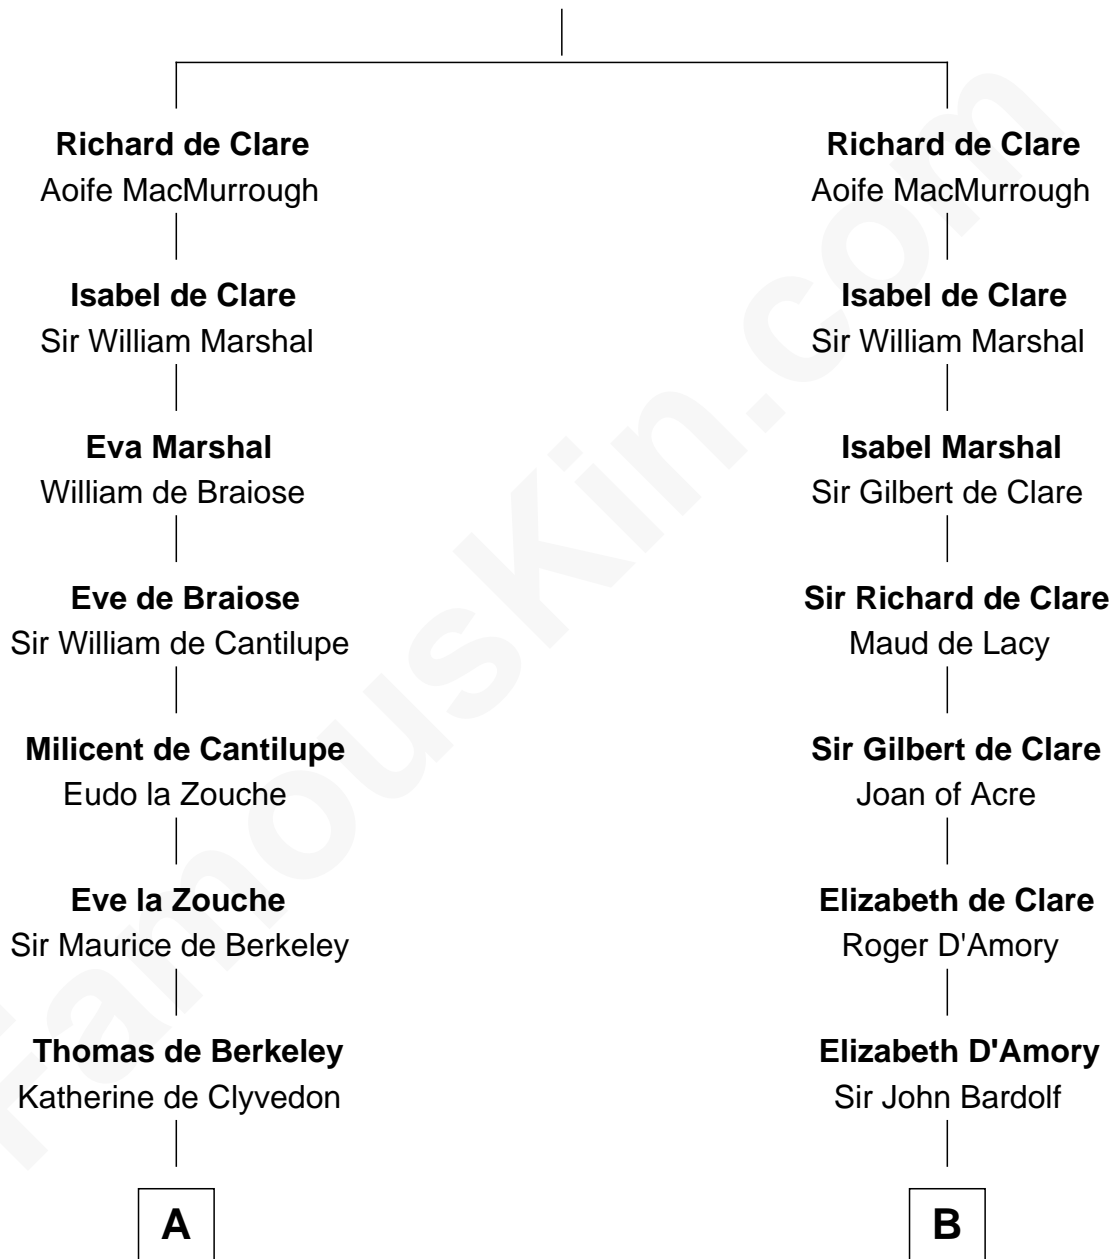 Richard de Clare
Aoife MacMurrough
Isabel de Clare
Sir William Marshal
Eva Marshal
William de Braiose
Eve de Braiose
Sir William de Cantilupe
Milicent de Cantilupe
Eudo la Zouche
Eve la Zouche
Sir Maurice de Berkeley
Thomas de Berkeley
Katherine de Clyvedon
A
Richard de Clare
Aoife MacMurrough
Isabel de Clare
Sir William Marshal
Isabel Marshal
Sir Gilbert de Clare
Sir Richard de Clare
Maud de Lacy
Sir Gilbert de Clare
Joan of Acre
Elizabeth de Clare
Roger D'Amory
Elizabeth D'Amory
Sir John Bardolf
B
FamousKin.com